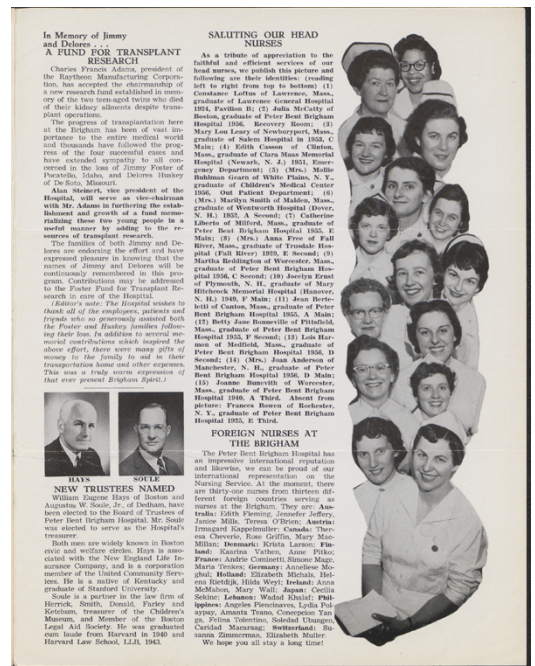 In Memory of Jimmy
and Delores . . .
A FUND FOR TRANSPLANT
RESEARCH
Charles Francis Adams, president of
the Raytheon Manufacturing Corpora-
tion, has accepted the chairmanship of
a new research fund established in mem-
ory of the two teen-aged twins who died
of their kidney ailments despite trans-
plant operations.
The progress of transplantation here
at the Brigham has been of vast im-
portance to the entire medical world
and thousands have followed the prog-
ress of the four successful cases and
have extended sympathy to all con-
cerned in the loss of Jimmy Foster of
Pocatello, Idaho, and Delores Huskey
of De Soto, Missouri.
Alan Steinert, vice president of the
Hospital, will serve as vice-chairman
with Mr. Adams in furthering the estab-
lishment and growth of a fund memo-
rializing these two young people in a
useful manner by adding to the re-
sources of transplant research.
The families of both Jimmy and De-
lores are endorsing the effort and have
expressed pleasure in knowing that the
names of Jimmy and Delores will be
continuously remembered in this pro-
gram. Contributions may be addressed
to the Foster Fund for Transplant Re-
search in care of the Hospital.
(Editor's note: The Hospital wishes to
thank all of the employees, patients and
friends who so generously assisted both
the Foster and Huskey families follow-
ing their loss. In addition to several me-
morial contributions which inspired the
above effort, there were many gifts of
money to the family to aid in their
transportation home and other expenses.
This was a truly warm expression of
that ever present Brigham Spirit.)
HAYS SOULE
NEW TRUSTEES NAMED
William Eugene Hays of Boston and
Augustus W. Soule, Jr., of Dedham, have
been elected to the Board of Trustees of
Peter Bent Brigham Hospital. Mr. Soule
was elected to serve as the Hospital's
treasurer.
Both men are widely known in Boston
civic and welfare circles. Hays is asso-
ciated with the New England Life In-
surance Company, and is a corporation
member of the United Community Serv-
ices. He is a native of Kentucky and
graduate of Stanford University.
Soule is a partner in the law firm of
Herrick, Smith, Donald, Farley and
Ketchum, treasurer of the Children's
Museum, and Member of the Boston
Legal Aid Society. He was graduated
cum laude from Harvard in 1940 and
Harvard Law School, LLB, 1943.
SALUTING OUR HEAD
NURSES
As a tribute of appreciation to the
faithful and efficient services of our
head nurses, we publish this picture and
following are their identities: (reading
left to right from top to bottom) (1)
Constance Loftus of Lawrence, Mass.,
graduate of Lawrence General Hospital
1924, Pavilion B; (2) Julia McCulty of
Boston, graduate of Peter Bent Brigham
Hospital 1956, Recovery Room; (3)
Mary Lou Leary of Newburyport, Mass.,
graduate of Salem Hospital in 1953, C
Main; (4) Edith Casson of Clinton,
Mass., graduate of Clara Maas Memorial
Hospital (Newark, N. J.) 1951, Emer-
gency Department; (5) (Mrs.) Mallie
Buhlman Gears of White Plains, N. Y.,
graduate of Children's Medical Center
1956, Out Patient Department; (6)
(Mrs.) Marilyn Smith of Malden, Mass.,
graduate of Wentworth Hospital (Dover,
N. H.) 1952, A Second; (7) Catherine
Liberto of Milford, Mass., graduate of
Peter Bent Brigham Hospital 1955, E
Main; (8) (Mrs.) Anna Free of Fall
River, Mass., graduate of Truesdale Hos-
pital (Fall River) 1929, E Second; (9)
Martha Reddington of Worcester, Mass.,
graduate of Peter Bent Brigham Hos-
pital 1956, C Second; (10) Jocelyn Ernst
of Plymouth, N. H., graduate of Mary
Hitchcock Memorial Hospital (Hanover,
N. H.) 1949, F Main; (11) Jean Berte-
letti of Canton, Mass., graduate of Peter
Bent Brigham Hospital 1955, A Main;
(12) Betty Jane Bonneville of Pittsfield,
Mass., graduate of Peter Bent Brigham
Hospital 1955, F Second; (13) Lois Har-
mon of Medfield, Mass., graduate of
Peter Bent Brigham Hospital 1956, D
Second; (14) (Mrs.) Joan Anderson of
Manchester, N. H., graduate of Peter
Bent Brigham Hospital 1956, D Main;
(15) Joanne Buncvith of Worcester,
Mass., graduate of Peter Bent Brigham
Hospital 1940, A Third. Absent from
picture: Frances Bowen of Rochester,
N. Y., graduate of Peter Bent Brigham
Hospital 1925, E Third.
FOREIGN NURSES AT
THE BRIGHAM
The Peter Bent Brigham Hospital has
an impressive international reputation
and likewise, we can be proud of our
international representation on the
Nursing Service. At the moment, there
are thirty-one nurses from thirteen dif-
ferent foreign countries serving as
nurses at the Brigham. They are: Aus-
tralia: Edith Fleming, Jennefer Jeffery,
Janice Mills, Teresa O'Brien; Austria:
Irmgard Kappelmuller; Canada: There-
sa Cheverie, Rose Griffin, Mary Mac-
Millan; Denmark: Krista Larsen; Fin-
land: Kaarina Vathen, Anne Pitko;
France: Andrie Cominetti, Simone Mage,
Maria Tenkes; Germany: Anneliese Mo-
ghul; Holland: Elizabeth Michals, Hel-
en Rietdijk, Hilda Weyl; Ireland: Anna
McMahon, Mary Wall; Japan: Cecilia
Sekine; Lebanon: Wadad Khalaf; Phil-
ippines: Angeles Piencinaves, Lydia Pol-
aypay, Amanta Teano, Concepcion Yan
ga, Felina Tolentino, Soledad Ubungen,
Caridad Macaraag; Switzerland: Su-
sanna Zimmerman, Elizabeth Muller.
We hope you all stay a long time!